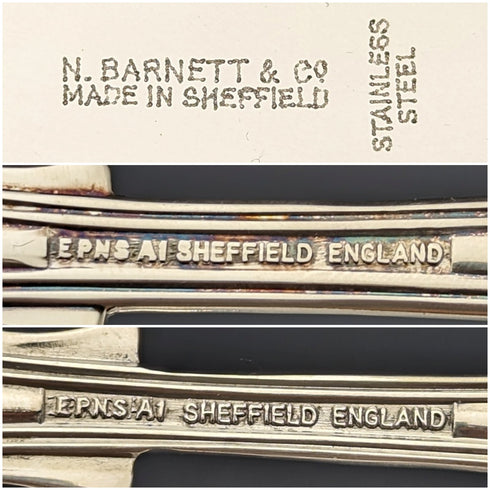 N. BARNETT & Co
MADE IN SHEFFIELD
STAINLESS
STEEL
EPNS A1 SHEFFIELD ENGLAND
EPNS A1 SHEFFIELD ENGLAND